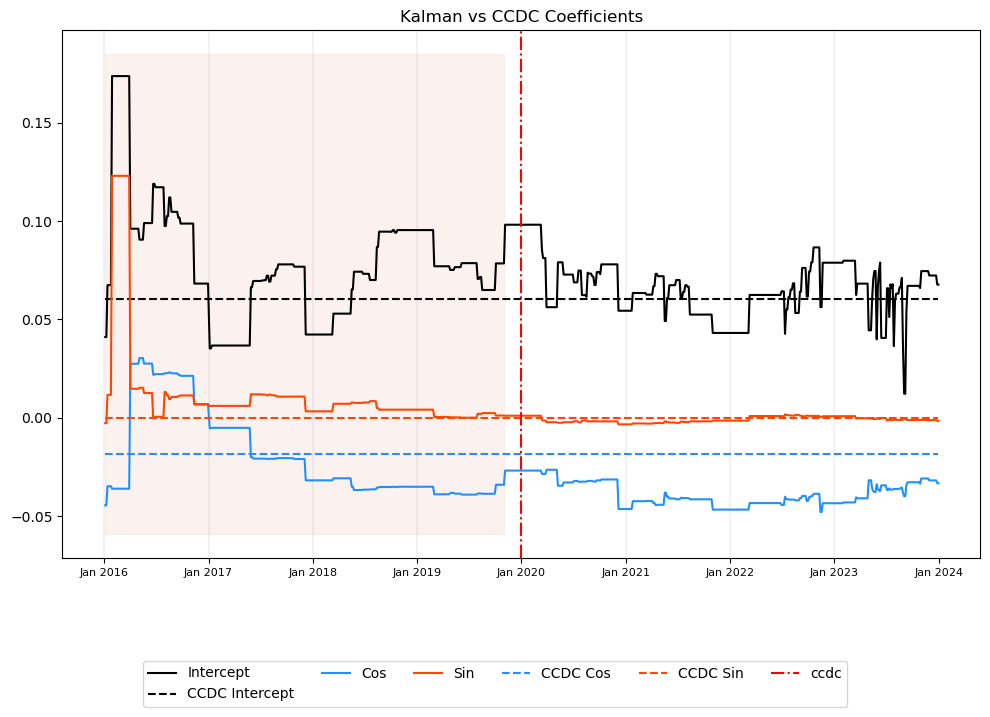 Kalman vs CCDC Coefficients
0.15
0.10
0.05
0.00
−0.05
Jan 2016 Jan 2017 Jan 2018 Jan 2019 Jan 2020 Jan 2021 Jan 2022 Jan 2023 Jan 2024
Intercept Cos Sin CCDC Cos CCDC Sin ccdc
CCDC Intercept